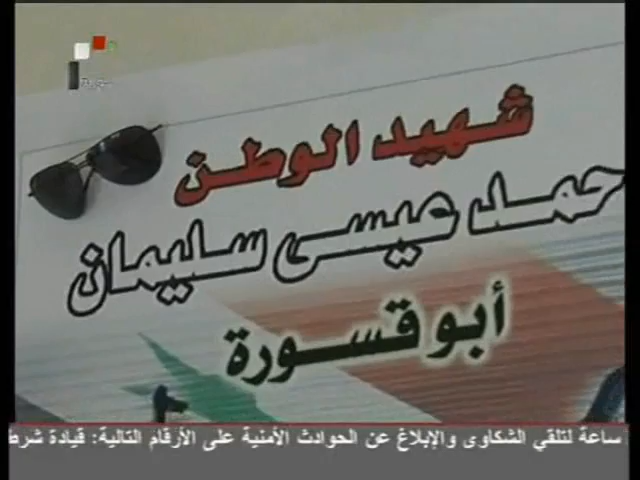 شهيد الوطن
حمد عيسى سليمان
أبو قسورة
ساعة لتلقي الشكاوى والإبلاغ عن الحوادث الأمنية على الأرقام التالية: قيادة شرط